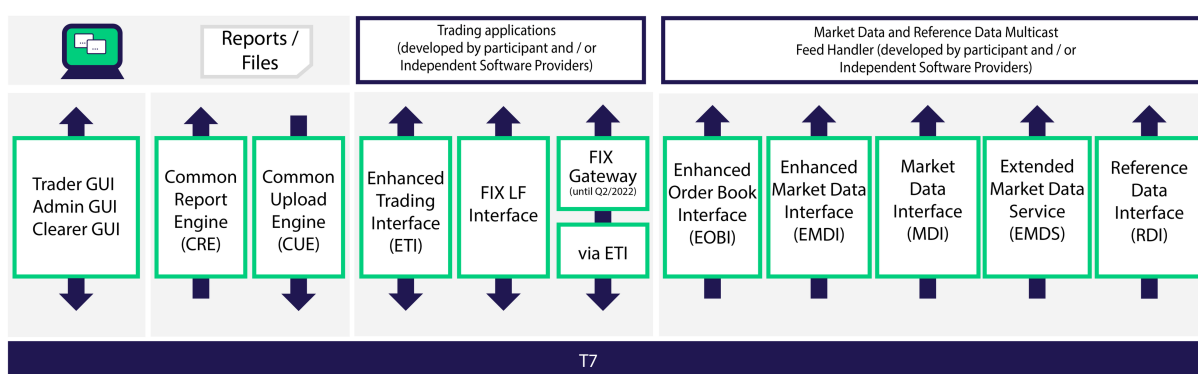 Reports /
Files
Trading applications
(developed by participant and / or
Independent Software Providers)
Market Data and Reference Data Multicast
Feed Handler (developed by participant and / or
Independent Software Providers)
Trader GUI
Admin GUI
Clearer GUI
Common
Report
Engine
(CRE)
Common
Upload
Engine
(CUE)
Enhanced
Trading
Interface
(ETI)
FIX LF
Interface
FIX
Gateway
(until Q2/2022)
via ETI
Enhanced
Order Book
Interface
(EOBI)
Enhanced
Market Data
Interface
(EMDI)
Market
Data
Interface
(MDI)
Extended
Market Data
Service
(EMDS)
Reference
Data
Interface
(RDI)
T7